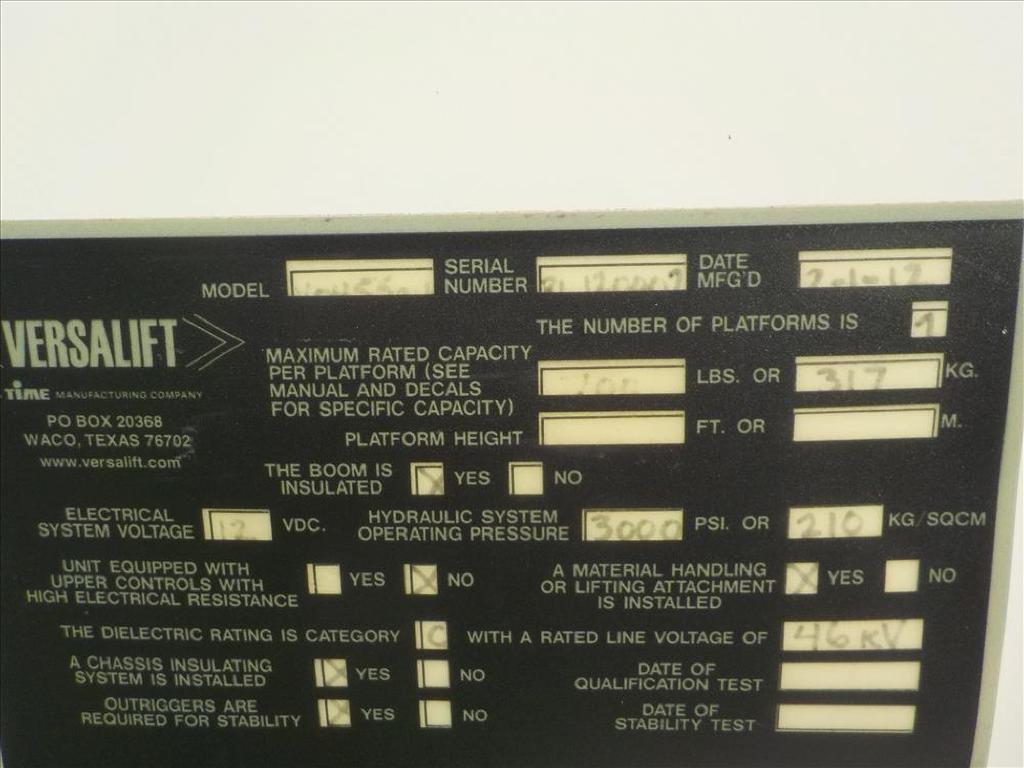 MODEL SERIAL NUMBER DATE MFG'D 2-1-12
THE NUMBER OF PLATFORMS IS 1
VERSALIFT
TIME MANUFACTURING COMPANY
PO BOX 20368
WACO, TEXAS 76702
www.versalift.com
MAXIMUM RATED CAPACITY
PER PLATFORM (SEE
MANUAL AND DECALS
FOR SPECIFIC CAPACITY) LBS. OR 317 KG.
PLATFORM HEIGHT FT. OR M.
THE BOOM IS
INSULATED X YES NO
ELECTRICAL
SYSTEM VOLTAGE 12 VDC.
HYDRAULIC SYSTEM
OPERATING PRESSURE 3000 PSI. OR 210 KG/SQCM
UNIT EQUIPPED WITH
UPPER CONTROLS WITH
HIGH ELECTRICAL RESISTANCE YES X NO
A MATERIAL HANDLING
OR LIFTING ATTACHMENT
IS INSTALLED X YES NO
THE DIELECTRIC RATING IS CATEGORY C WITH A RATED LINE VOLTAGE OF 46 KV
A CHASSIS INSULATING
SYSTEM IS INSTALLED X YES NO
DATE OF
QUALIFICATION TEST
OUTRIGGERS ARE
REQUIRED FOR STABILITY X YES NO
DATE OF
STABILITY TEST